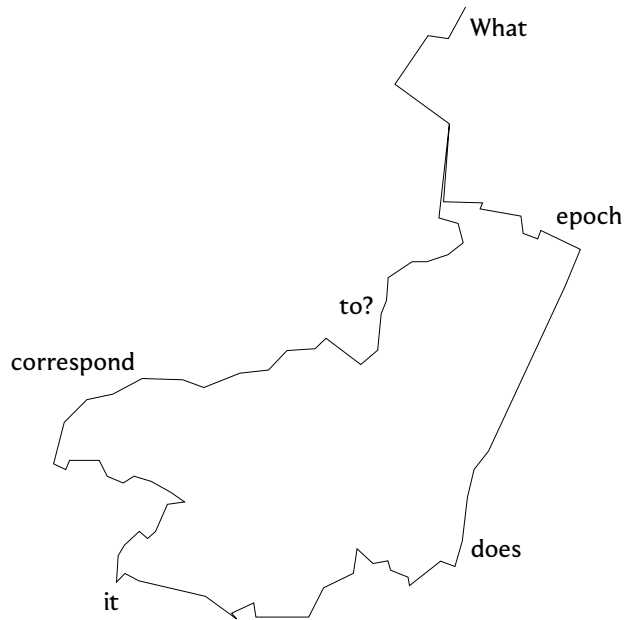 What
epoch
does
it
correspond
to?